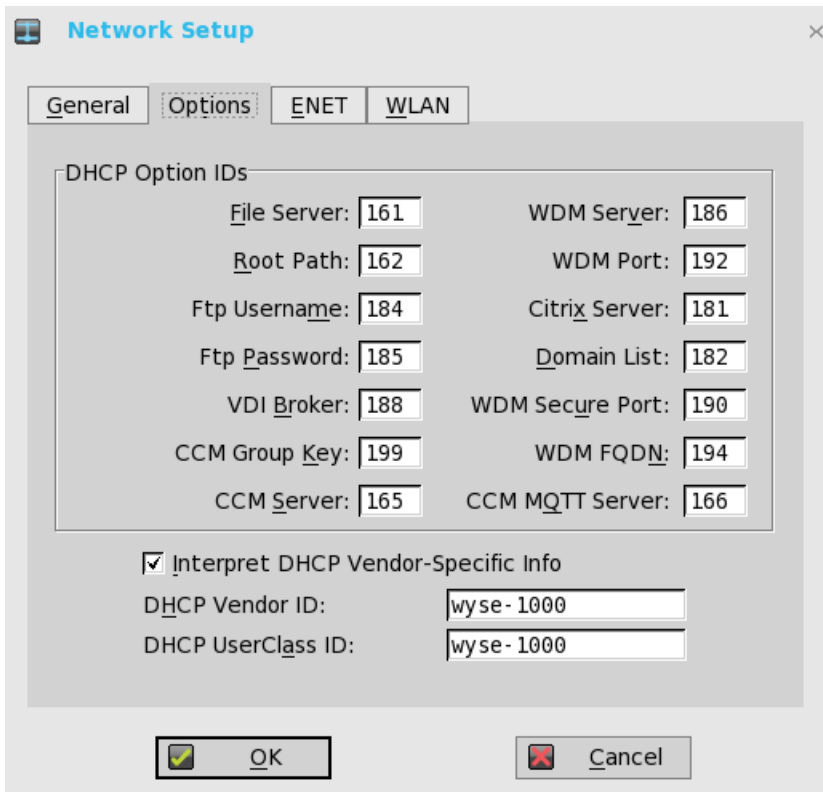 Network Setup
General Options ENET WLAN
DHCP Option IDs
File Server: 161 WDM Server: 186
Root Path: 162 WDM Port: 192
Ftp Username: 184 Citrix Server: 181
Ftp Password: 185 Domain List: 182
VDI Broker: 188 WDM Secure Port: 190
CCM Group Key: 199 WDM FQDN: 194
CCM Server: 165 CCM MQTT Server: 166
Interpret DHCP Vendor-Specific Info
DHCP Vendor ID: wyse-1000
DHCP UserClass ID: wyse-1000
OK Cancel